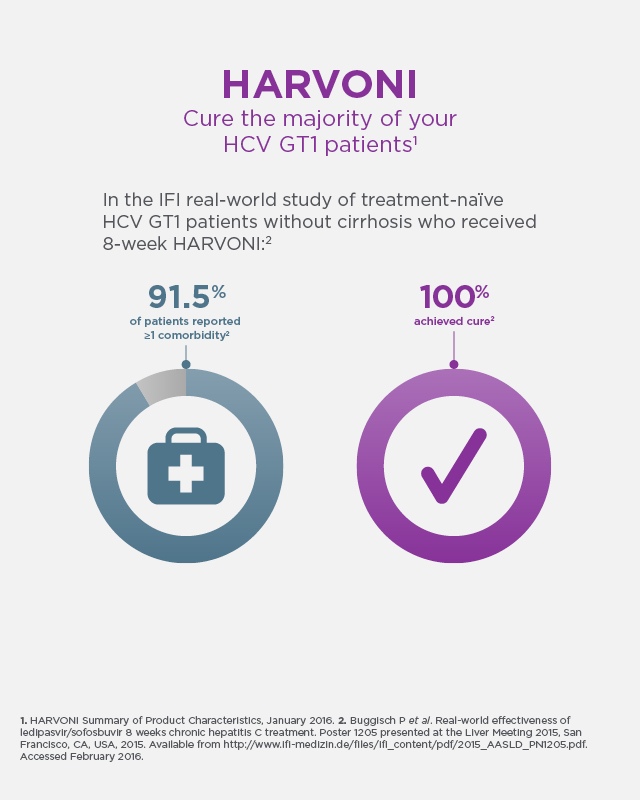 HARVONI
Cure the majority of your
HCV GT1 patients¹
In the IFI real-world study of treatment-naïve
HCV GT1 patients without cirrhosis who received
8-week HARVONI:²
91.5%
of patients reported
≥1 comorbidity²
100%
achieved cure²
1. HARVONI Summary of Product Characteristics, January 2016. 2. Buggisch P et al. Real-world effectiveness of
ledipasvir/sofosbuvir 8 weeks chronic hepatitis C treatment. Poster 1205 presented at the Liver Meeting 2015, San
Francisco, CA, USA, 2015. Available from http://www.ifi-medizin.de/files/ifi_content/pdf/2015_AASLD_PN1205.pdf.
Accessed February 2016.